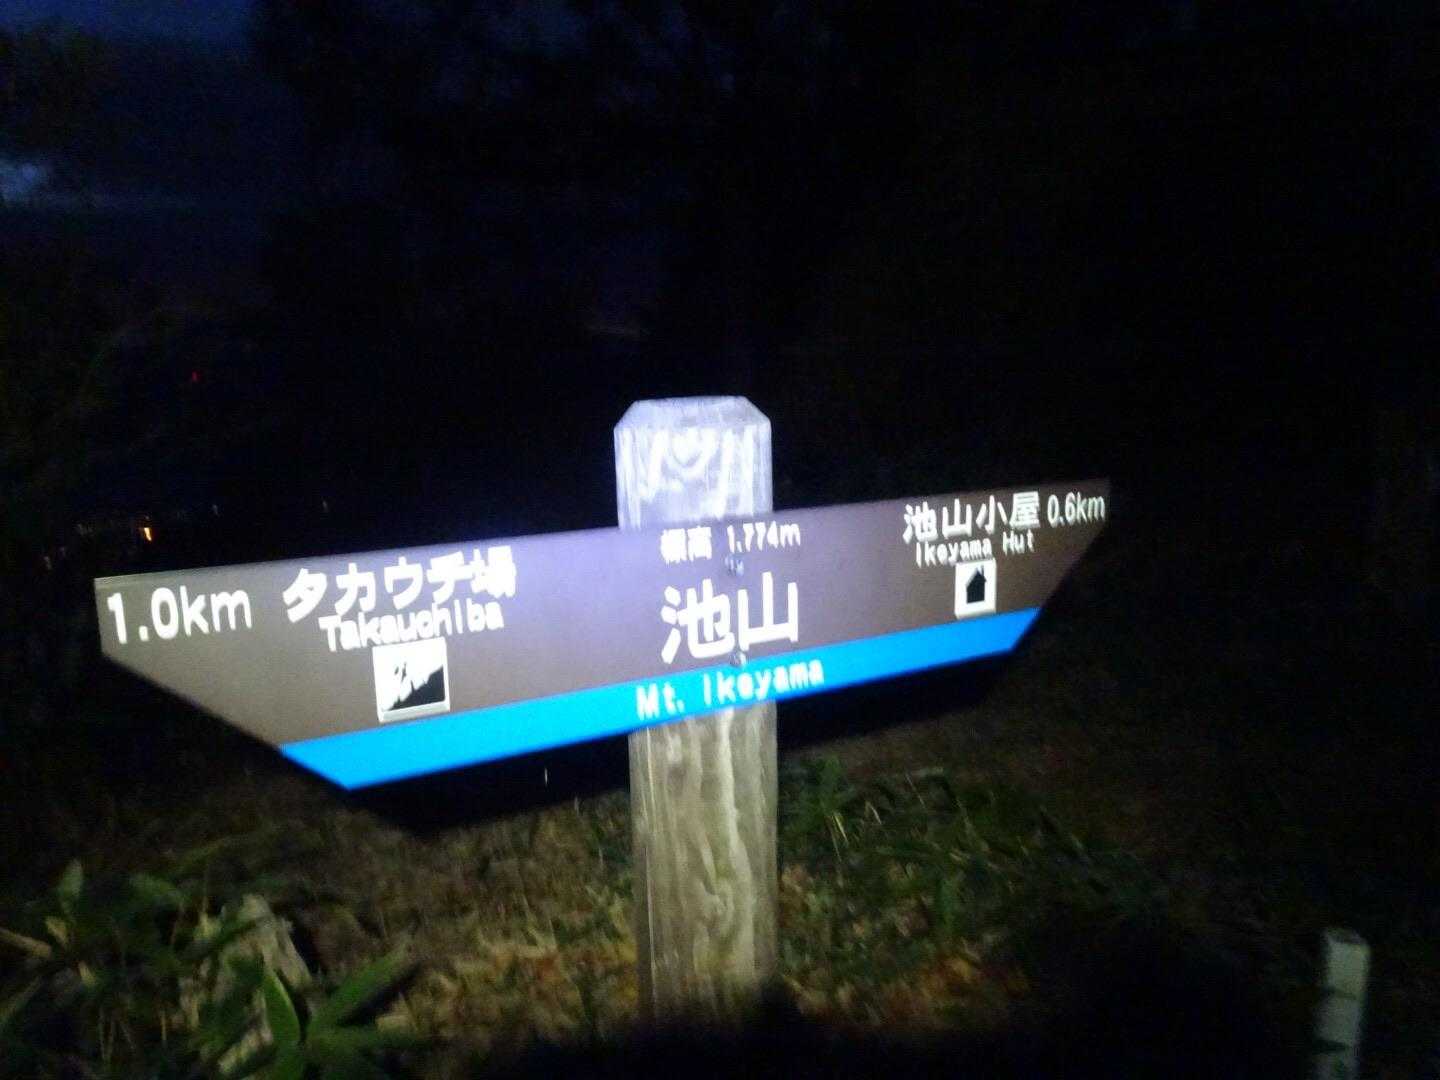 1.0km タカウチ場
Takauchiba
標高 1.774m
池山
Mt. Ikeyama
池山小屋 0.6km
Ikeyama Hut